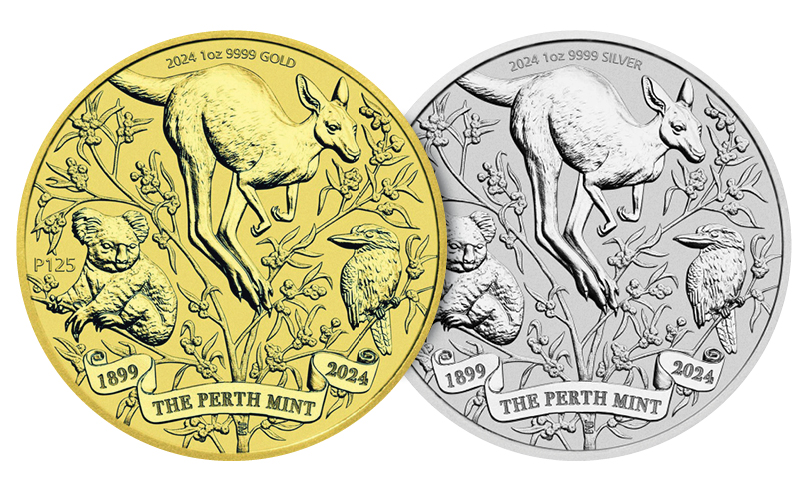 2024 1oz 9999 GOLD
P125
1899
2024
THE PERTH MINT
2024 1oz 9999 SILVER
1899
2024
THE PERTH MINT